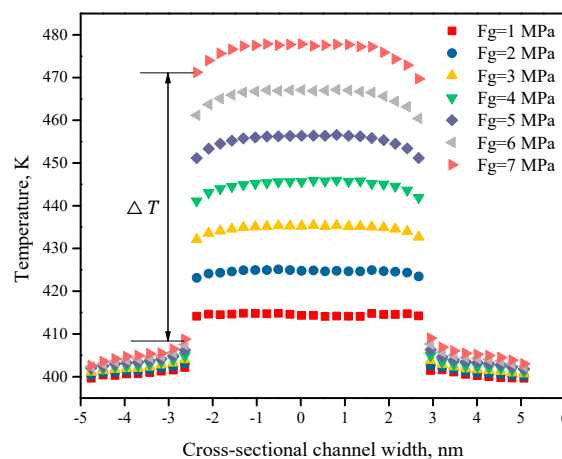 480
470
460
450
440
430
420
410
400
Temperature, K
△ T
Fg=1 MPa
Fg=2 MPa
Fg=3 MPa
Fg=4 MPa
Fg=5 MPa
Fg=6 MPa
Fg=7 MPa
-5 -4 -3 -2 -1 0 1 2 3 4 5 6
Cross-sectional channel width, nm